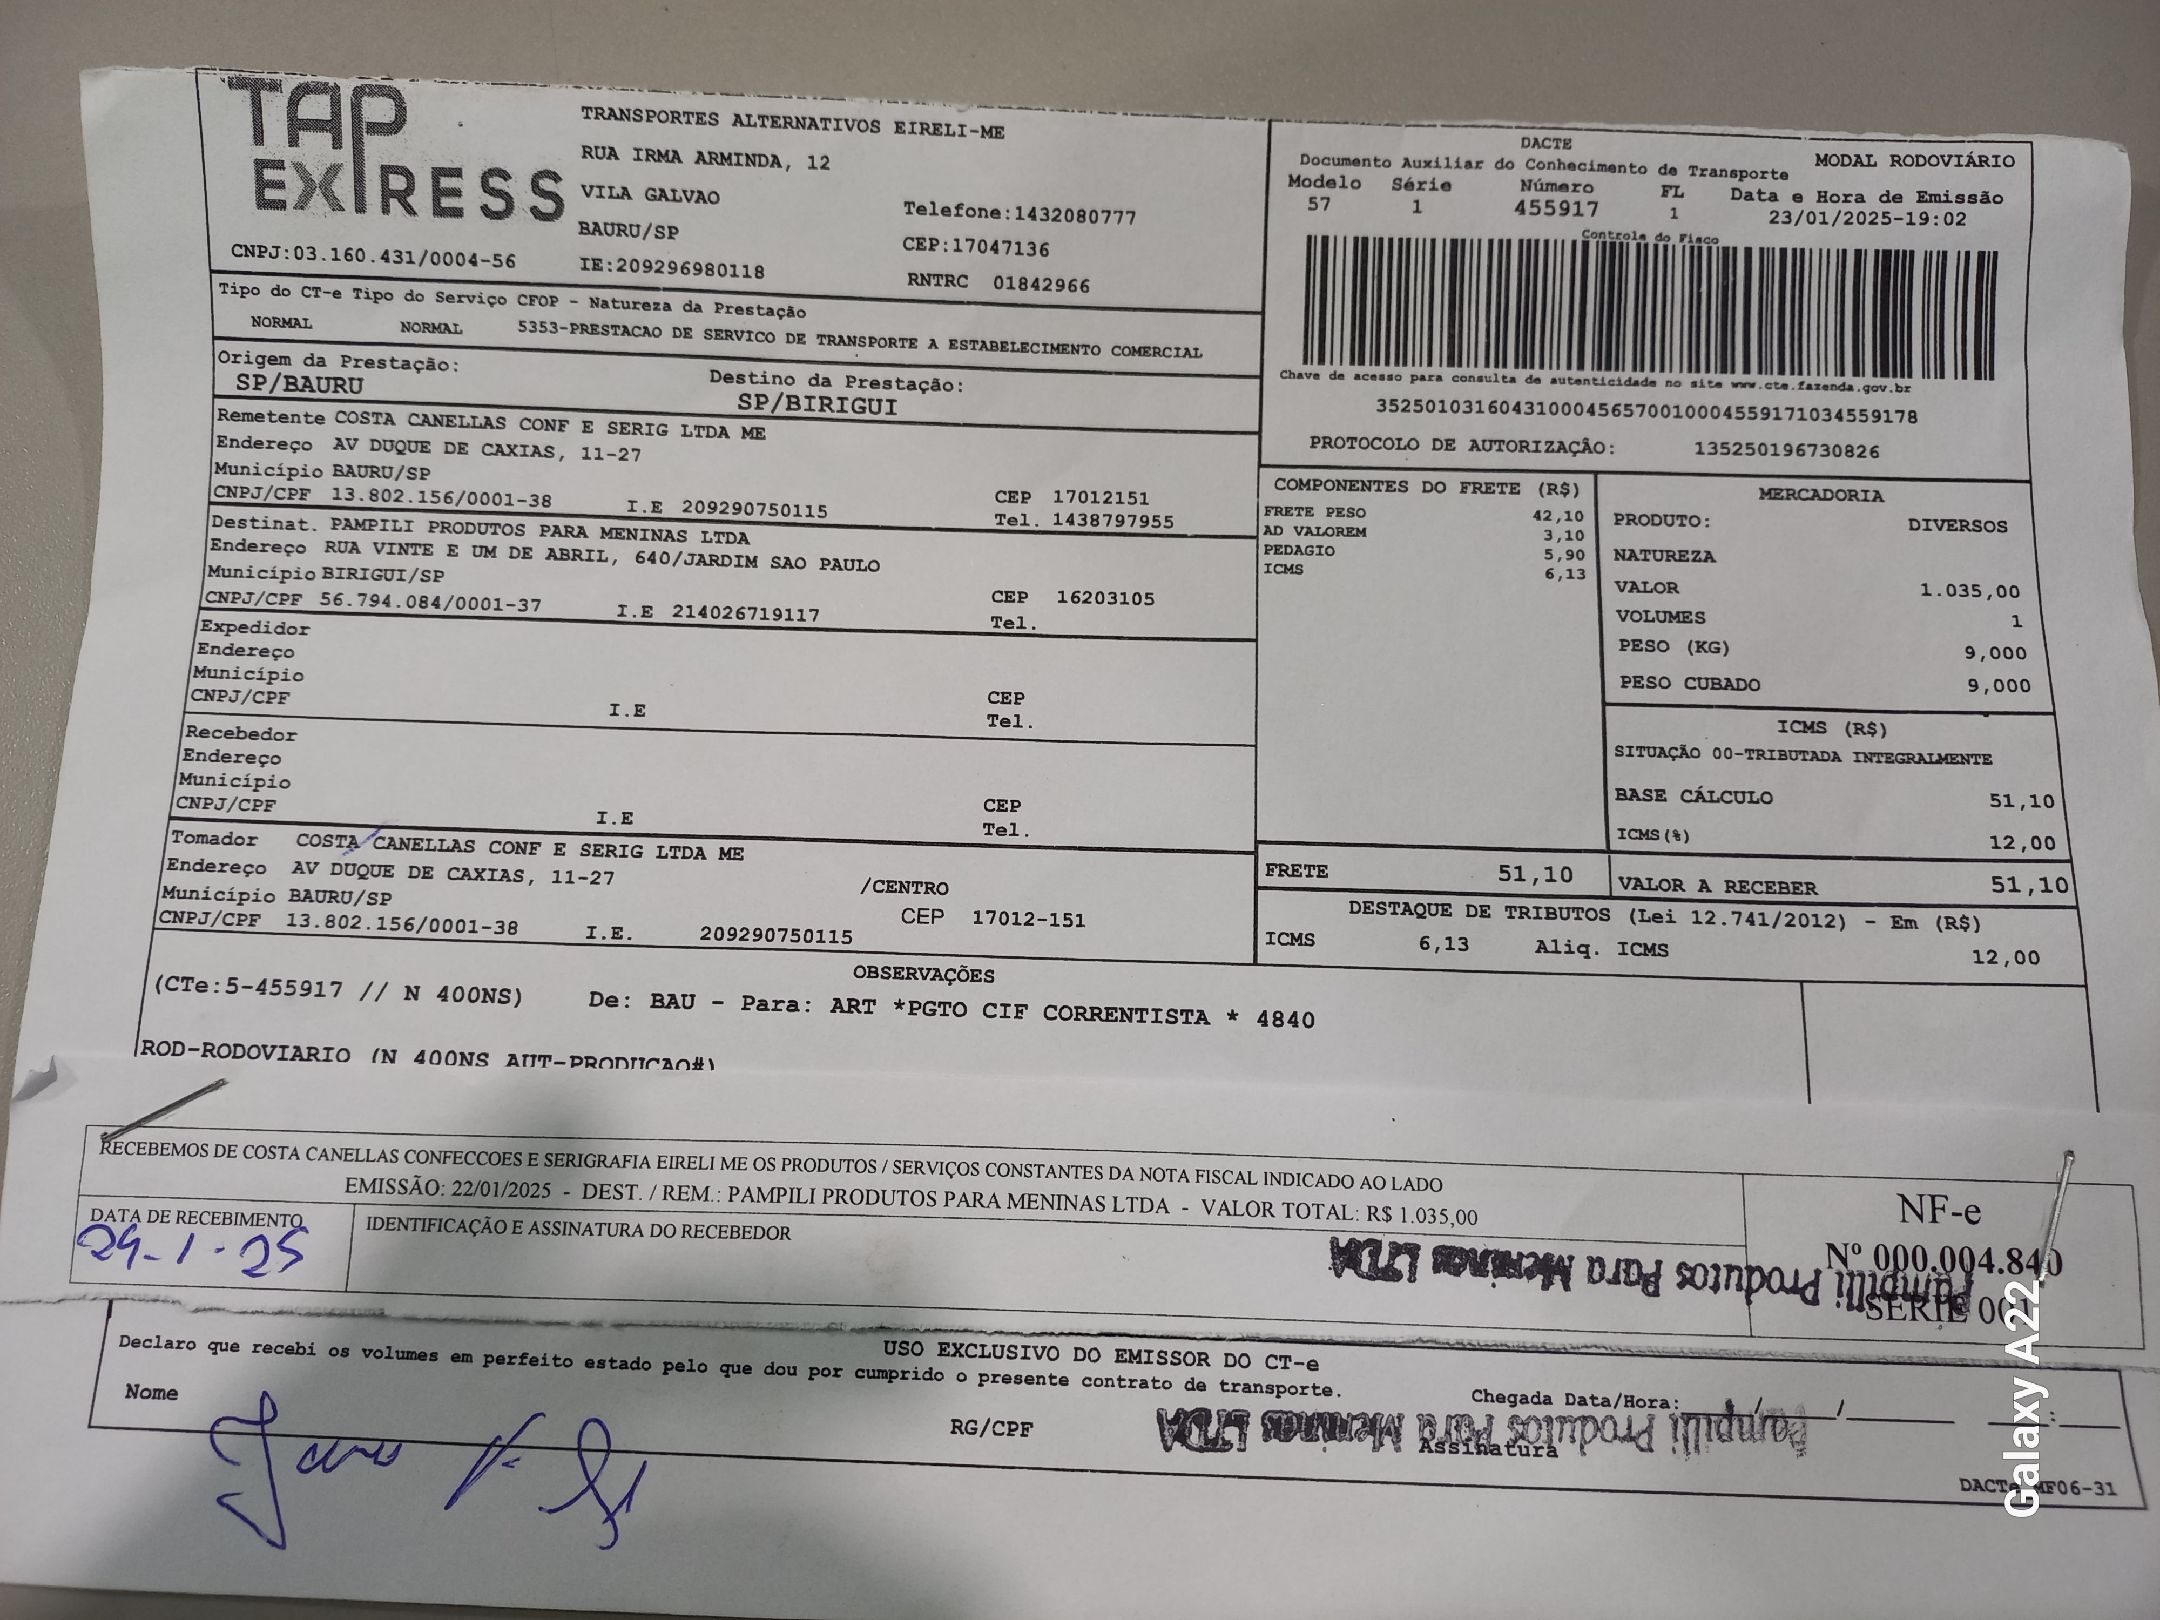 TAP EXPRESS
TRANSPORTES ALTERNATIVOS EIRELI-ME
RUA IRMA ARMINDA, 12
VILA GALVAO
Telefone:1432080777
BAURU/SP
CEP:17047136
CNPJ:03.160.431/0004-56 IE:209296980118 RNTRC 01842966
DACTE
Documento Auxiliar do Conhecimento de Transporte MODAL RODOVIÁRIO
Modelo Série Número FL Data e Hora de Emissão
57 1 455917 1 23/01/2025-19:02
Controle do Fisco
Chave de acesso para consulta de autenticidade no site www.cte.fazenda.gov.br
35250103160431000456570010004559171034559178
PROTOCOLO DE AUTORIZAÇÃO: 135250196730826
Tipo do CT-e Tipo do Serviço CFOP - Natureza da Prestação
NORMAL NORMAL 5353-PRESTACAO DE SERVICO DE TRANSPORTE A ESTABELECIMENTO COMERCIAL
Origem da Prestação: Destino da Prestação:
SP/BAURU SP/BIRIGUI
Remetente COSTA CANELLAS CONF E SERIG LTDA ME
Endereço AV DUQUE DE CAXIAS, 11-27
Município BAURU/SP CEP 17012151
CNPJ/CPF 13.802.156/0001-38 I.E 209290750115 Tel. 1438797955
Destinat. PAMPILI PRODUTOS PARA MENINAS LTDA
Endereço RUA VINTE E UM DE ABRIL, 640/JARDIM SAO PAULO
Município BIRIGUI/SP CEP 16203105
CNPJ/CPF 56.794.084/0001-37 I.E 214026719117 Tel.
Expedidor
Endereço
Município CEP
CNPJ/CPF I.E Tel.
Recebedor
Endereço
Município CEP
CNPJ/CPF I.E Tel.
Tomador COSTA CANELLAS CONF E SERIG LTDA ME
Endereço AV DUQUE DE CAXIAS, 11-27 /CENTRO
Município BAURU/SP CEP 17012-151
CNPJ/CPF 13.802.156/0001-38 I.E. 209290750115
COMPONENTES DO FRETE (R$)
FRETE PESO 42,10
AD VALOREM 3,10
PEDAGIO 5,90
ICMS 6,13
MERCADORIA
PRODUTO: DIVERSOS
NATUREZA
VALOR 1.035,00
VOLUMES 1
PESO (KG) 9,000
PESO CUBADO 9,000
ICMS (R$)
SITUAÇÃO 00-TRIBUTADA INTEGRALMENTE
BASE CÁLCULO 51,10
ICMS(%) 12,00
FRETE 51,10 VALOR A RECEBER 51,10
DESTAQUE DE TRIBUTOS (Lei 12.741/2012) - Em (R$)
ICMS 6,13 Aliq. ICMS 12,00
OBSERVAÇÕES
(CTe:5-455917 // N 400NS) De: BAU - Para: ART *PGTO CIF CORRENTISTA * 4840
ROD-RODOVIARIO (N 400NS AUT-PRODUCAO#)
RECEBEMOS DE COSTA CANELLAS CONFECCOES E SERIGRAFIA EIRELI ME OS PRODUTOS / SERVIÇOS CONSTANTES DA NOTA FISCAL INDICADO AO LADO
EMISSÃO: 22/01/2025 - DEST. / REM.: PAMPILI PRODUTOS PARA MENINAS LTDA - VALOR TOTAL: R$ 1.035,00
DATA DE RECEBIMENTO IDENTIFICAÇÃO E ASSINATURA DO RECEBEDOR
NF-e
Nº 000.004.840
SÉRIE 001
Pampili Produtos Para Meninas LTDA
USO EXCLUSIVO DO EMISSOR DO CT-e
Declaro que recebi os volumes em perfeito estado pelo que dou por cumprido o presente contrato de transporte.
Nome RG/CPF Chegada Data/Hora: / / :
Assinatura
Pampili Produtos Para Meninas LTDA
Galaxy A22